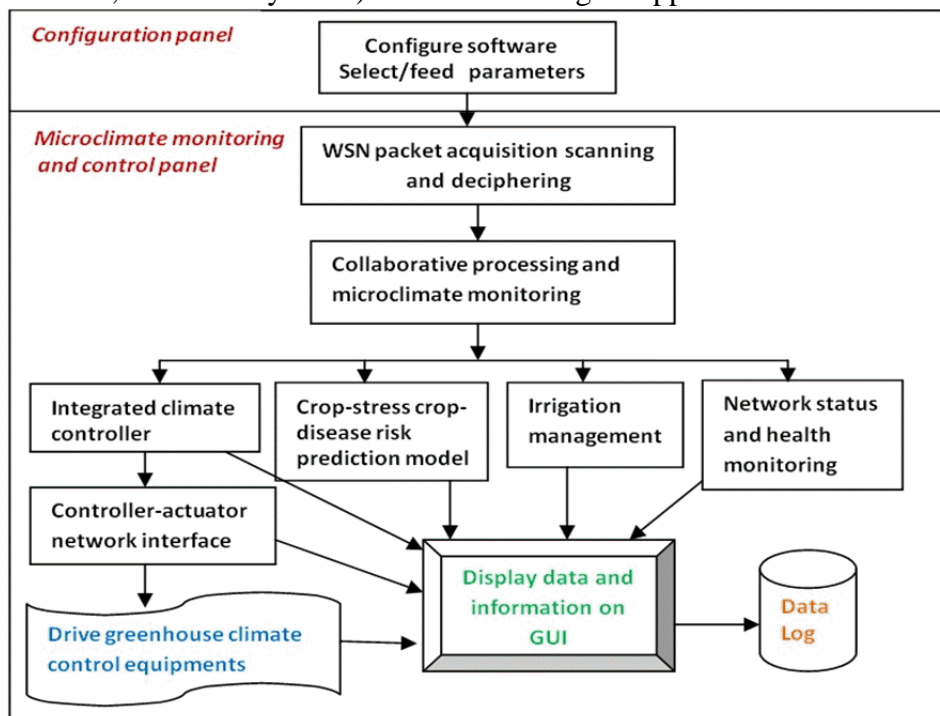 Configuration panel
Configure software
Select/feed parameters
Microclimate monitoring
and control panel
WSN packet acquisition scanning
and deciphering
Collaborative processing and
microclimate monitoring
Integrated climate
controller
Crop-stress crop-
disease risk
prediction model
Irrigation
management
Network status
and health
monitoring
Controller-actuator
network interface
Display data and
information on
GUI
Data
Log
Drive greenhouse climate
control equipments